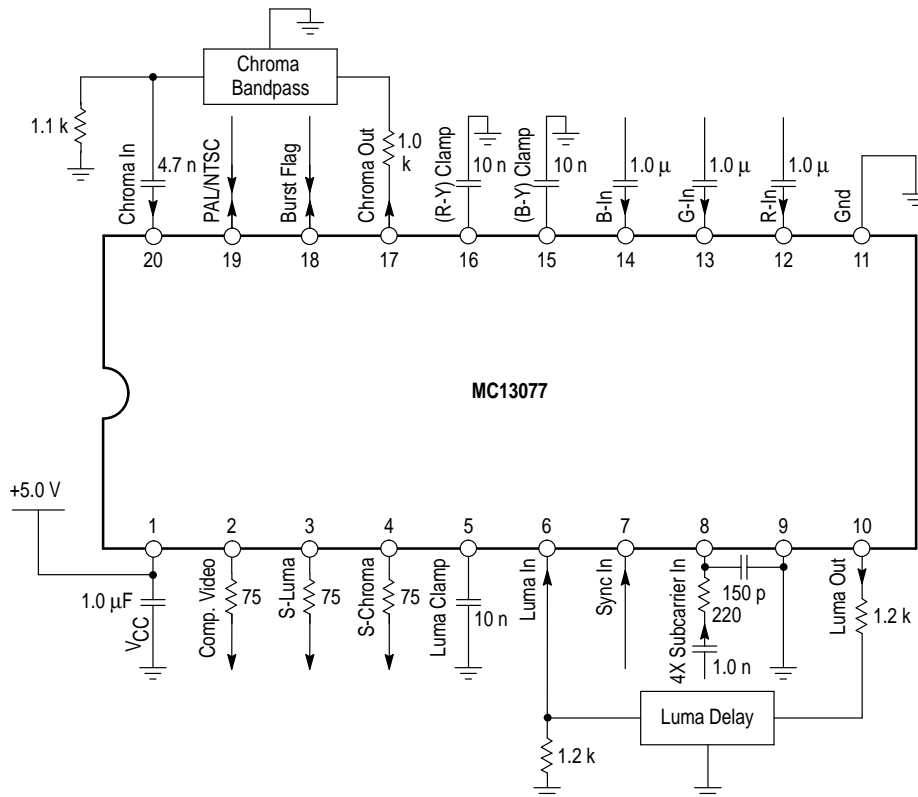 Chroma
Bandpass
1.1 k
Chroma In
4.7 n
PAL/NTSC
Burst Flag
Chroma Out
1.0
k
(R-Y) Clamp
10 n
(B-Y) Clamp
10 n
B-In
1.0 μ
G-In
1.0 μ
R-In
1.0 μ
Gnd
20
19
18
17
16
15
14
13
12
11
MC13077
+5.0 V
1
2
3
4
5
6
7
8
9
10
1.0 μF
VCC
Comp. Video
75
S-Luma
75
S-Chroma
75
Luma Clamp
10 n
Luma In
Sync In
4X Subcarrier In
150 p
220
1.0 n
Luma Out
1.2 k
Luma Delay
1.2 k